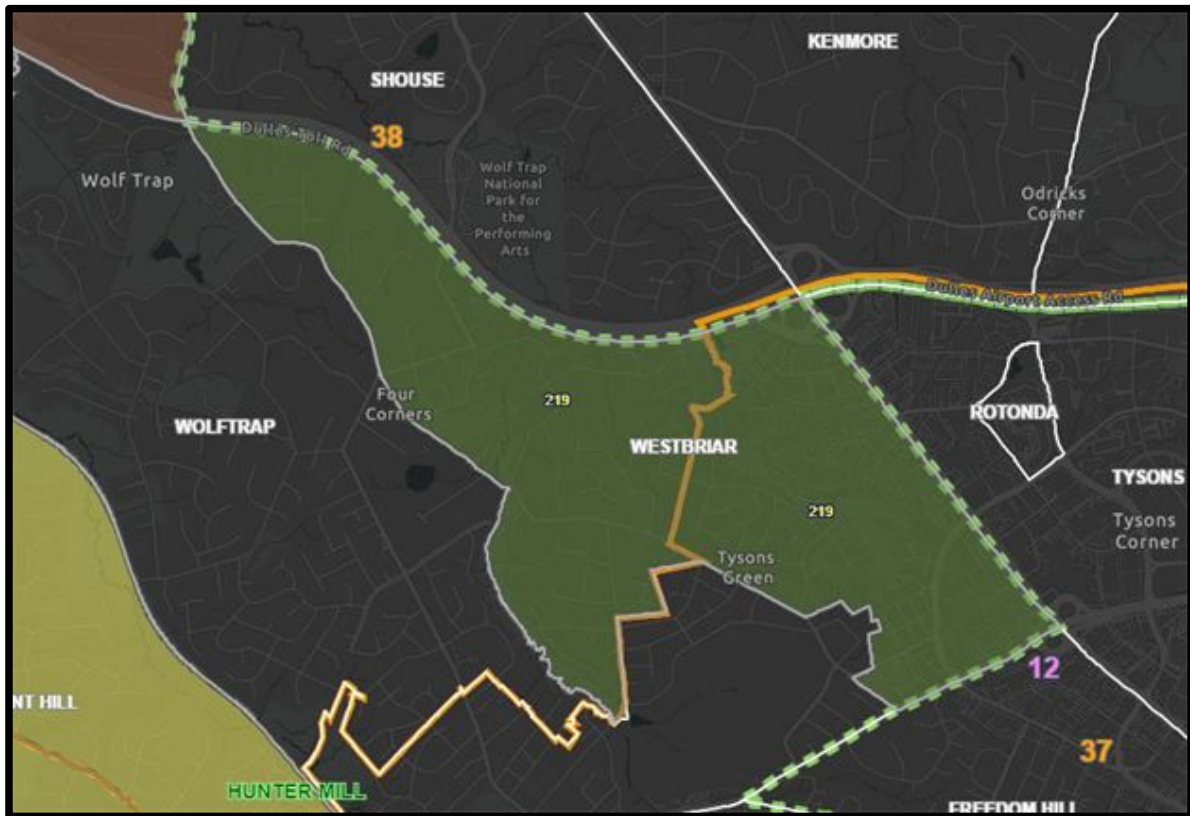 KENMORE
SHOUSE
38
Dulles Toll Rd
Wolf Trap
National
Park for
the
Performing
Arts
Wolf Trap
Odricks
Corner
Dulles Airport Access Rd
Four
Corners
219
ROTONDA
WOLFTRAP
WESTBRIAR
TYSONS
219
Tysons
Corner
Tysons
Green
12
NT HILL
37
HUNTER MILL
FREEDOM HILL